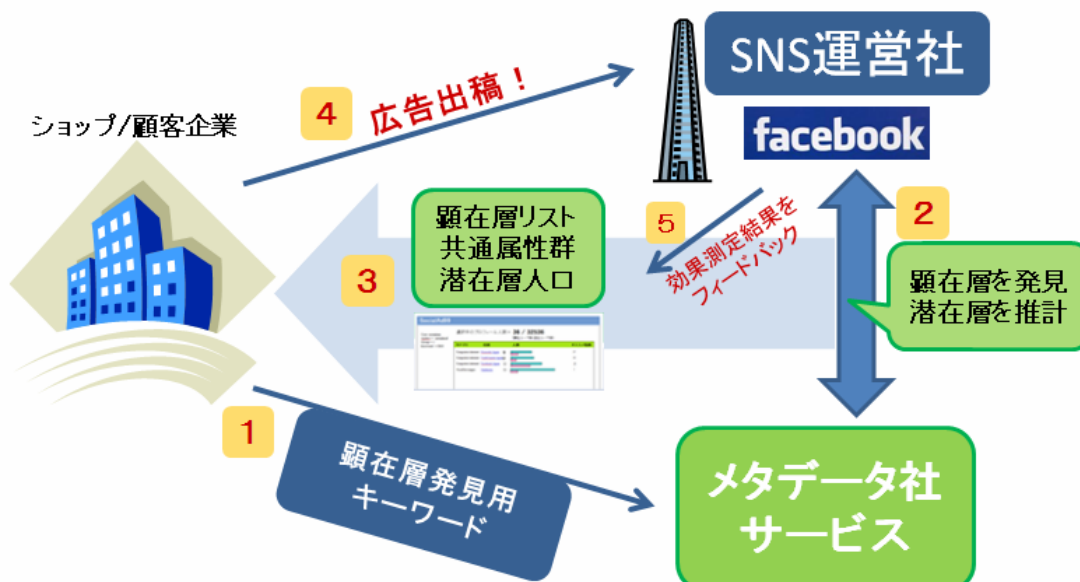 SNS運営社
facebook
4
広告出稿！
ショップ/顧客企業
顕在層リスト
共通属性群
潜在層人口
5
効果測定結果を
フィードバック
2
顕在層を発見
潜在層を推計
3
1
顕在層発見用
キーワード
メタデータ社
サービス